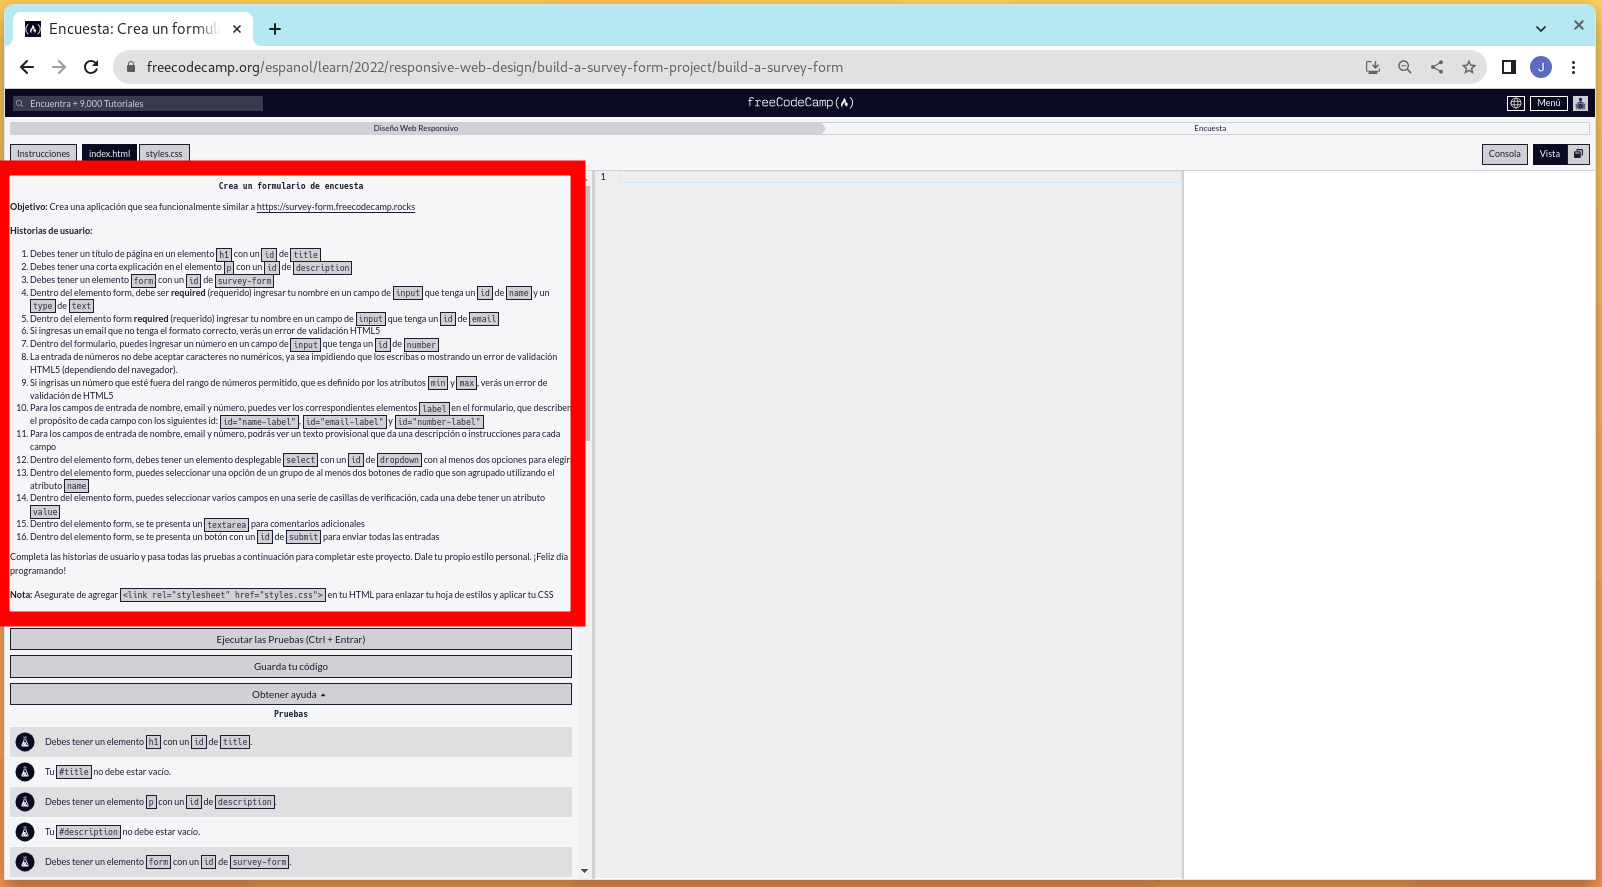 Encuesta: Crea un formul
freecodecamp.org/espanol/learn/2022/responsive-web-design/build-a-survey-form-project/build-a-survey-form
J
Encuentra + 9,000 Tutoriales
freeCodeCamp
Menú
Diseño Web Responsivo
Encuesta
Instrucciones
index.html
styles.css
Consola
Vista
Crea un formulario de encuesta
Objetivo: Crea una aplicación que sea funcionalmente similar a https://survey-form.freecodecamp.rocks
Historias de usuario:
1. Debes tener un título de página en un elemento h1 con un id de title
2. Debes tener una corta explicación en el elemento p con un id de description
3. Debes tener un elemento form con un id de survey-form
4. Dentro del elemento form, debe ser required (requerido) ingresar tu nombre en un campo de input que tenga un id de name y un
type de text
5. Dentro del elemento form required (requerido) ingresar tu nombre en un campo de input que tenga un id de email
6. Si ingresas un email que no tenga el formato correcto, verás un error de validación HTML5
7. Dentro del formulario, puedes ingresar un número en un campo de input que tenga un id de number
8. La entrada de números no debe aceptar caracteres no numéricos, ya sea impidiendo que los escribas o mostrando un error de validación
HTML5 (dependiendo del navegador).
9. Si ingrisas un número que esté fuera del rango de números permitido, que es definido por los atributos min y max, verás un error de
validación de HTML5
10. Para los campos de entrada de nombre, email y número, puedes ver los correspondientes elementos label en el formulario, que describen
el propósito de cada campo con los siguientes id: id="name-label", id="email-label" y id="number-label"
11. Para los campos de entrada de nombre, email y número, podrás ver un texto provisional que da una descripción o instrucciones para cada
campo
12. Dentro del elemento form, debes tener un elemento desplegable select con un id de dropdown con al menos dos opciones para elegir
13. Dentro del elemento form, puedes seleccionar una opción de un grupo de al menos dos botones de radio que son agrupado utilizando el
atributo name
14. Dentro del elemento form, puedes seleccionar varios campos en una serie de casillas de verificación, cada una debe tener un atributo
value
15. Dentro del elemento form, se te presenta un textarea para comentarios adicionales
16. Dentro del elemento form, se te presenta un botón con un id de submit para enviar todas las entradas
Completa las historias de usuario y pasa todas las pruebas a continuación para completar este proyecto. Dale tu propio estilo personal. ¡Feliz día
programando!
Nota: Asegurate de agregar <link rel="stylesheet" href="styles.css"> en tu HTML para enlazar tu hoja de estilos y aplicar tu CSS
1
Ejecutar las Pruebas (Ctrl + Entrar)
Guarda tu código
Obtener ayuda
Pruebas
Debes tener un elemento h1 con un id de title.
Tu #title no debe estar vacío.
Debes tener un elemento p con un id de description.
Tu #description no debe estar vacío.
Debes tener un elemento form con un id de survey-form.